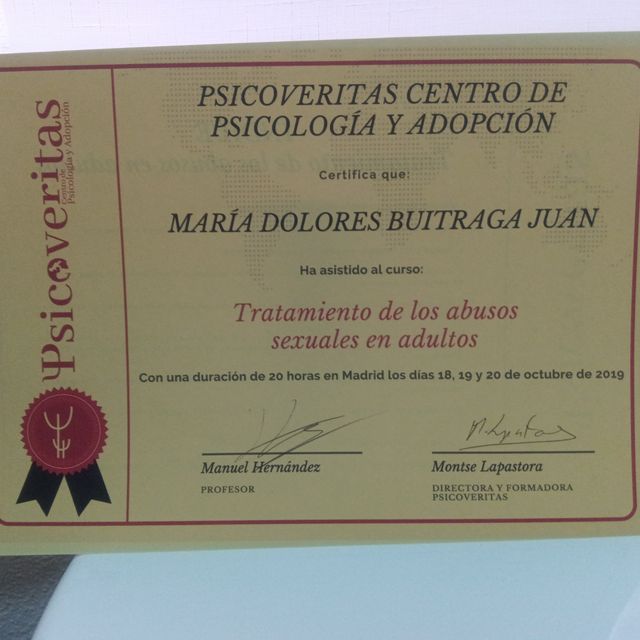 Psicoveritas
Centro de
Psicología y Adopción
PSICOVERITAS CENTRO DE
PSICOLOGÍA Y ADOPCIÓN
Certifica que:
MARÍA DOLORES BUITRAGA JUAN
Ha asistido al curso:
Tratamiento de los abusos
sexuales en adultos
Con una duración de 20 horas en Madrid los días 18, 19 y 20 de octubre de 2019
Manuel Hernández
PROFESOR
Montse Lapastora
DIRECTORA Y FORMADORA
PSICOVERITAS